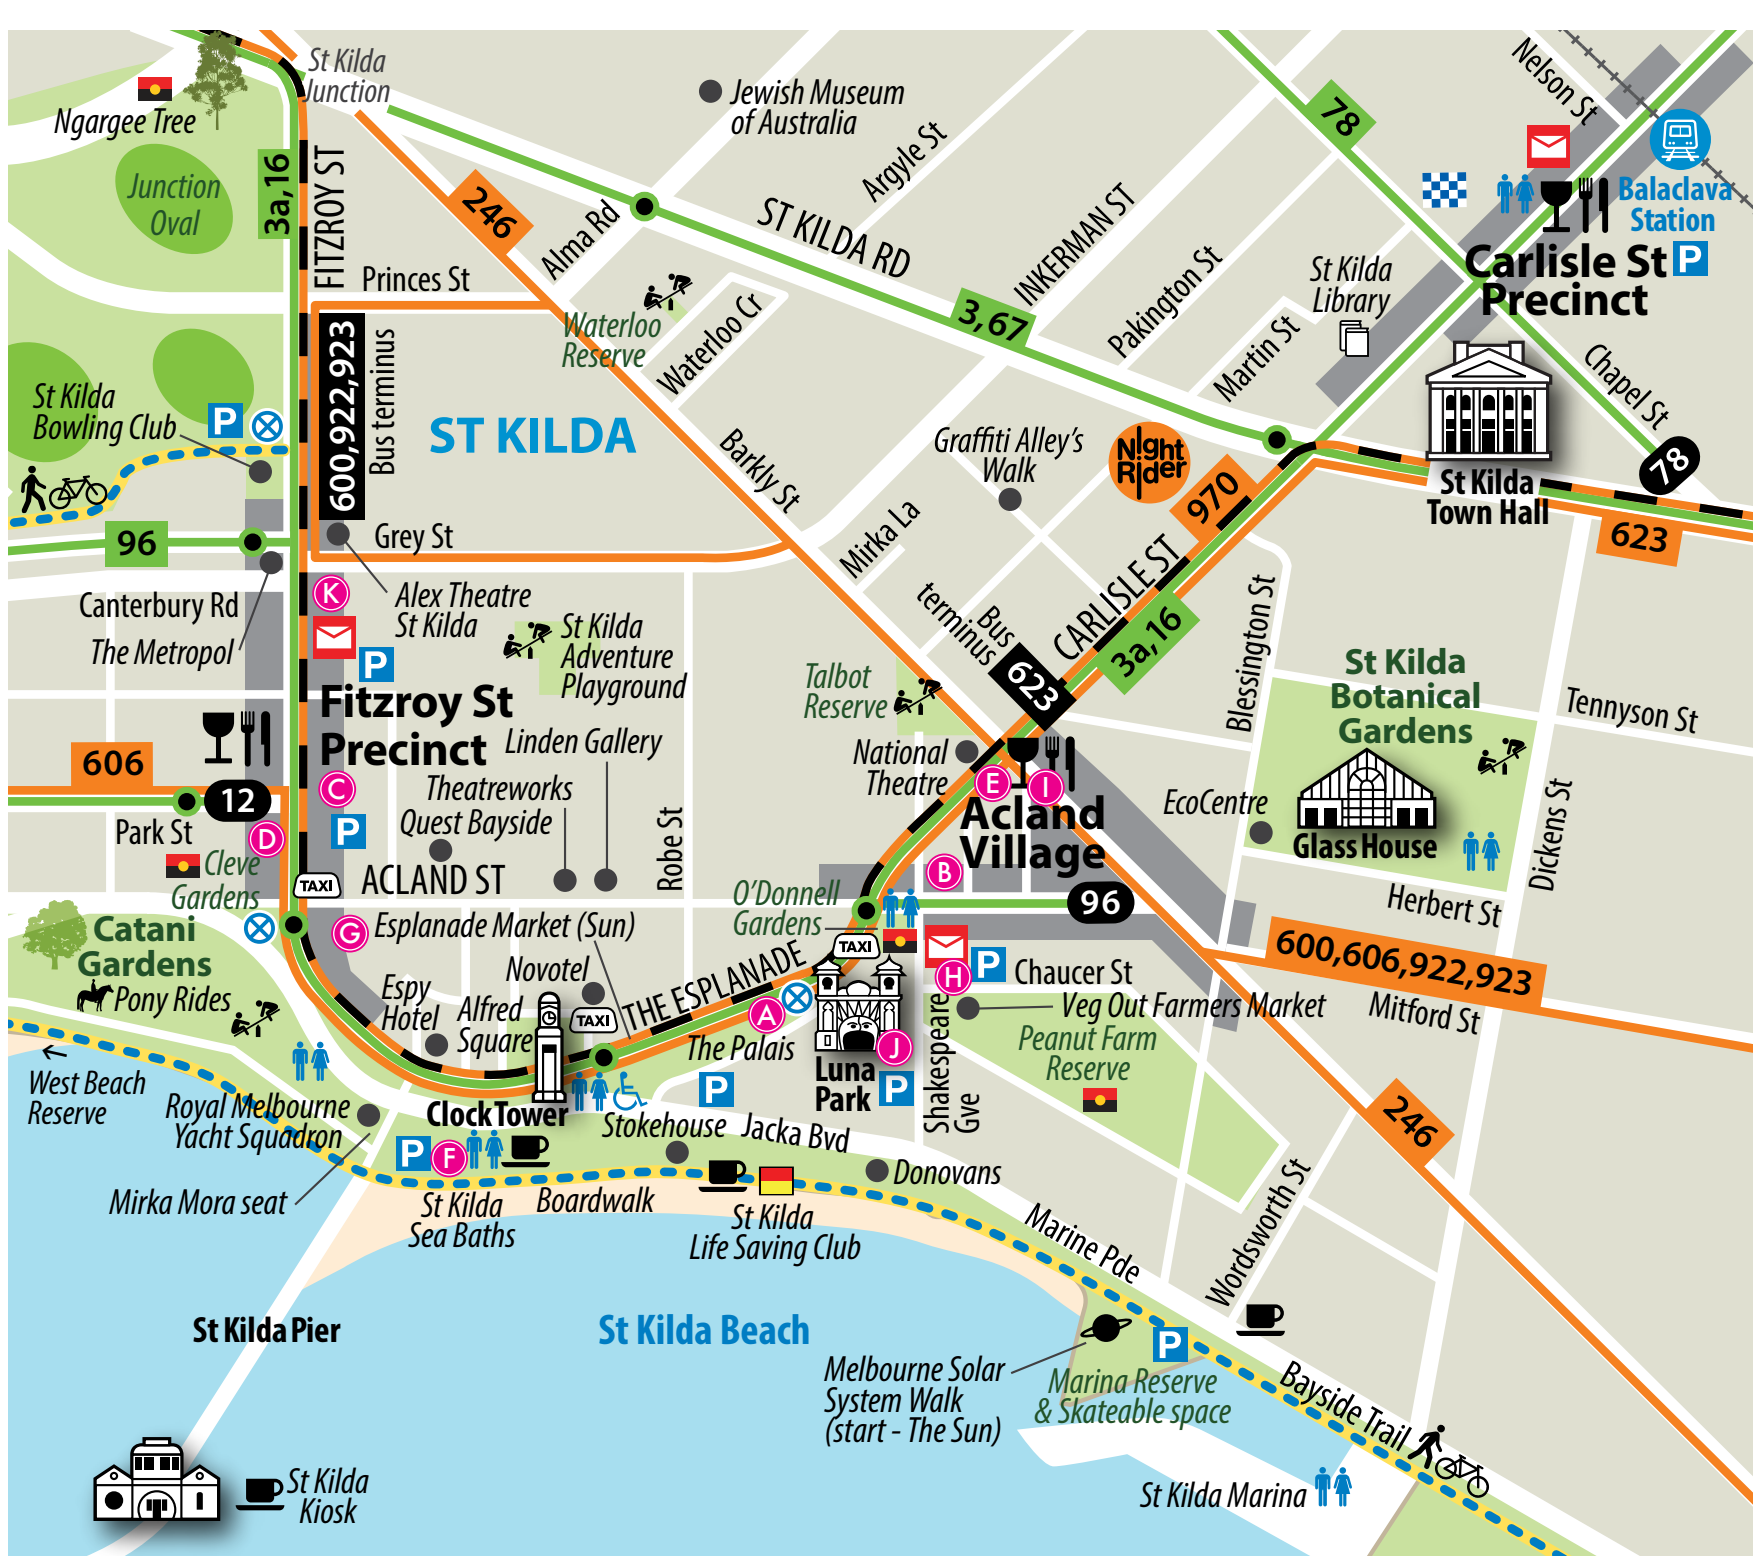 St Kilda
Junction
Ngargee Tree
Junction
Oval
3a,16
FITZROY ST
Jewish Museum
of Australia
Argyle St
78
Nelson St
Balaclava
Station
Carlisle St
Precinct
P
246
Alma Rd
ST KILDA RD
INKERMAN ST
Pakington St
St Kilda
Library
Princes St
Waterloo
Reserve
Waterloo Cr
3,67
Martin St
Chapel St
600,922,923
Bus terminus
St Kilda
Bowling Club
P
ST KILDA
Barkly St
Graffiti Alley's
Walk
Night
Rider
970
78
St Kilda
Town Hall
623
96
Grey St
Mirka La
CARLISLE ST
Canterbury Rd
The Metropol
K
Alex Theatre
St Kilda
P
St Kilda
Adventure
Playground
Bus
terminus
623
3a,16
Blessington St
St Kilda
Botanical
Gardens
Tennyson St
Talbot
Reserve
Fitzroy St
Precinct
Linden Gallery
National
Theatre
606
12
C
Theatreworks
E
I
Acland
Village
EcoCentre
Glass House
Dickens St
Park St
D
P
Quest Bayside
Robe St
Cleve
Gardens
TAXI
ACLAND ST
B
O'Donnell
Gardens
96
Herbert St
Catani
Gardens
Pony Rides
G
Esplanade Market (Sun)
TAXI
600,606,922,923
Mitford St
Novotel
THE ESPLANADE
H
P
Chaucer St
Veg Out Farmers Market
Espy
Hotel
Alfred
Square
TAXI
A
The Palais
J
Luna
Park
P
P
Shakespeare
Gve
Peanut Farm
Reserve
West Beach
Reserve
Royal Melbourne
Yacht Squadron
Clock Tower
Stokehouse
Jacka Bvd
246
P
F
Mirka Mora seat
St Kilda
Sea Baths
Boardwalk
Donovans
St Kilda
Life Saving Club
Marine Pde
Wordsworth St
St Kilda Pier
St Kilda Beach
Melbourne Solar
System Walk
(start - The Sun)
P
Marina Reserve
& Skateable space
Bayside Trail
St Kilda
Kiosk
St Kilda Marina